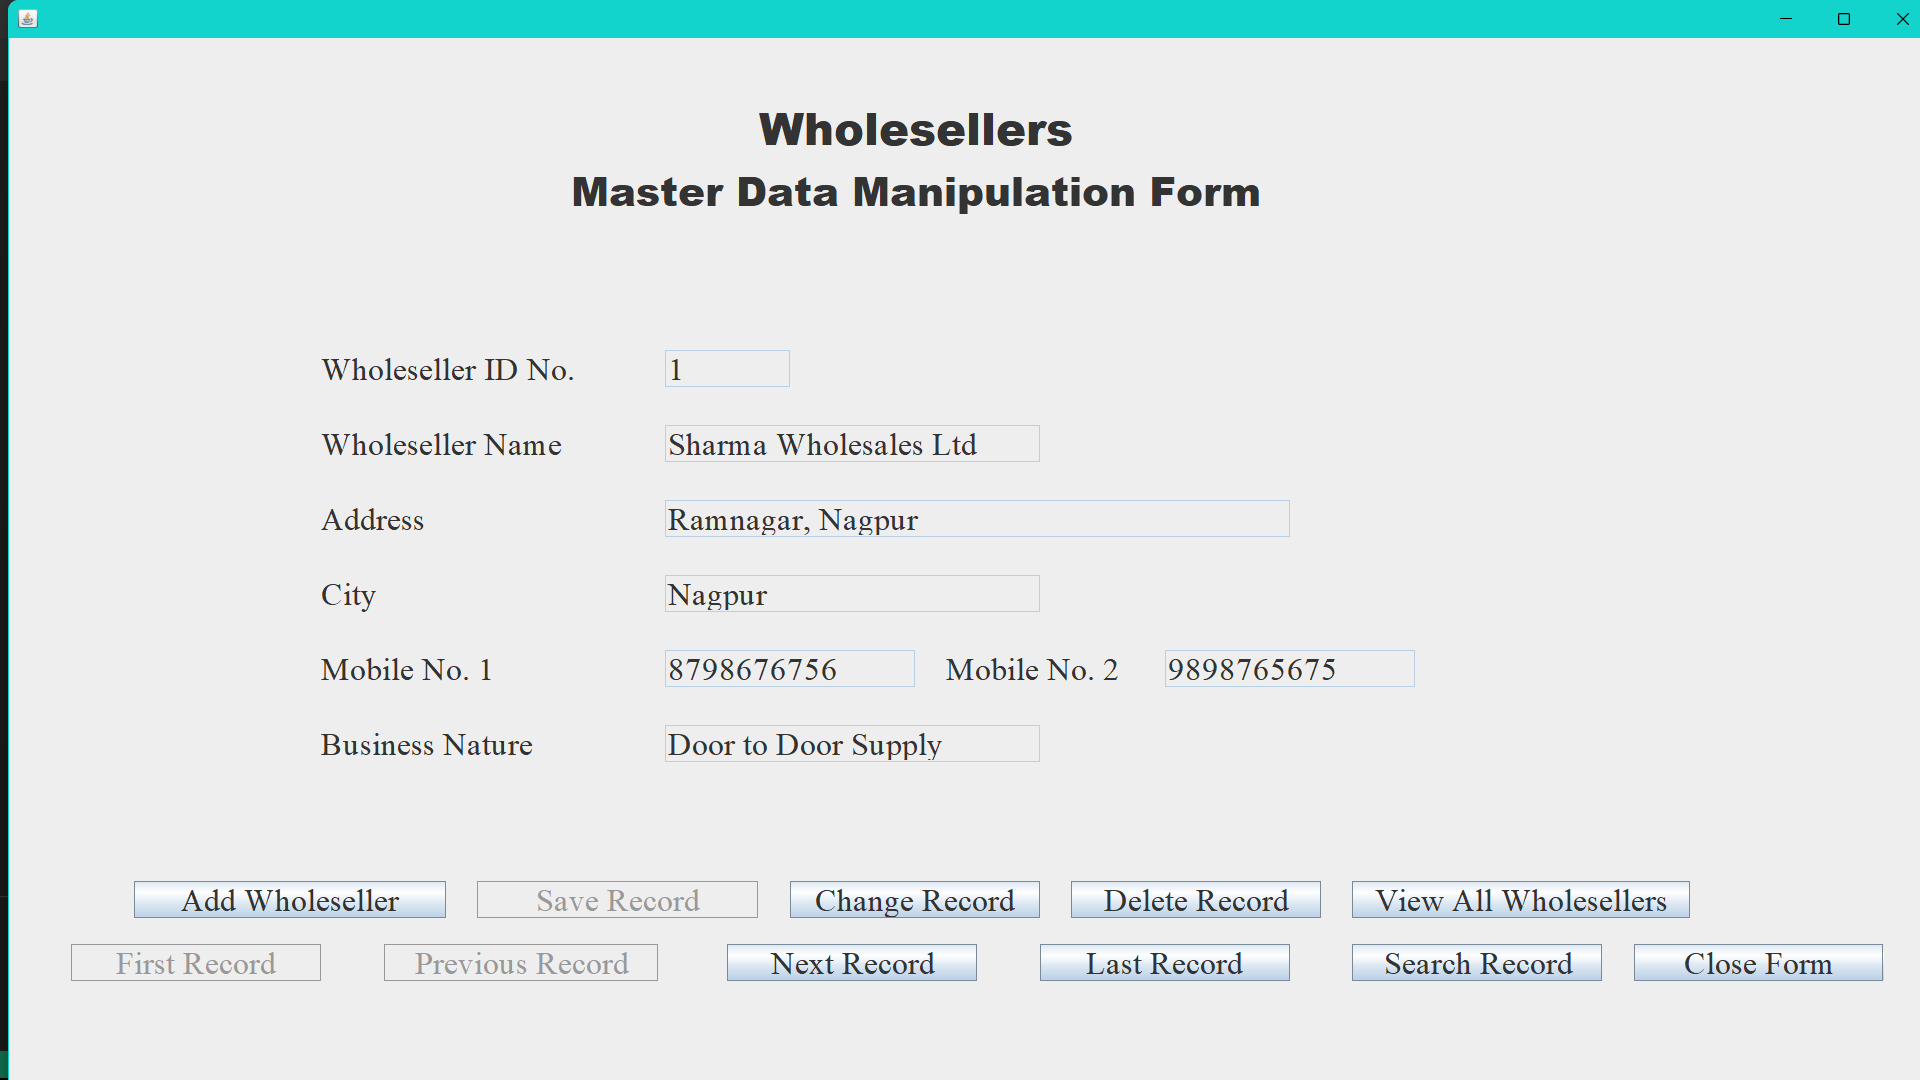 Wholesellers
Master Data Manipulation Form
Wholeseller ID No. 1
Wholeseller Name Sharma Wholesales Ltd
Address Ramnagar, Nagpur
City Nagpur
Mobile No. 1 8798676756 Mobile No. 2 9898765675
Business Nature Door to Door Supply
Add Wholeseller Save Record Change Record Delete Record View All Wholesellers
First Record Previous Record Next Record Last Record Search Record Close Form